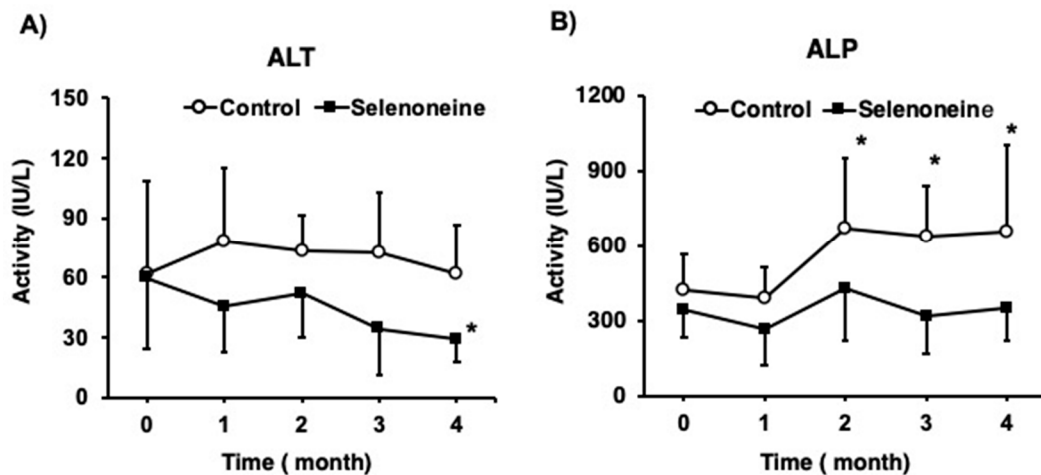 A)
ALT
Control Selenoneine
Activity (IU/L)
150
120
90
60
30
0
*
0 1 2 3 4
Time ( month)
B)
ALP
Control Selenoneine
Activity (IU/L)
1200
900
600
300
0
* * *
0 1 2 3 4
Time ( month)